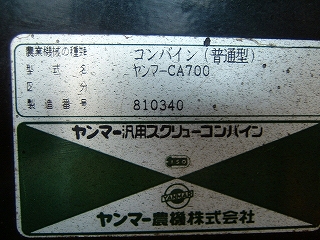 農業機械の種類 コンバイン(普通型)
型式名 ヤンマーCA700
区分
製造番号 810340
ヤンマー汎用スクリューコンバイン
YANMAR
ヤンマー農機株式会社